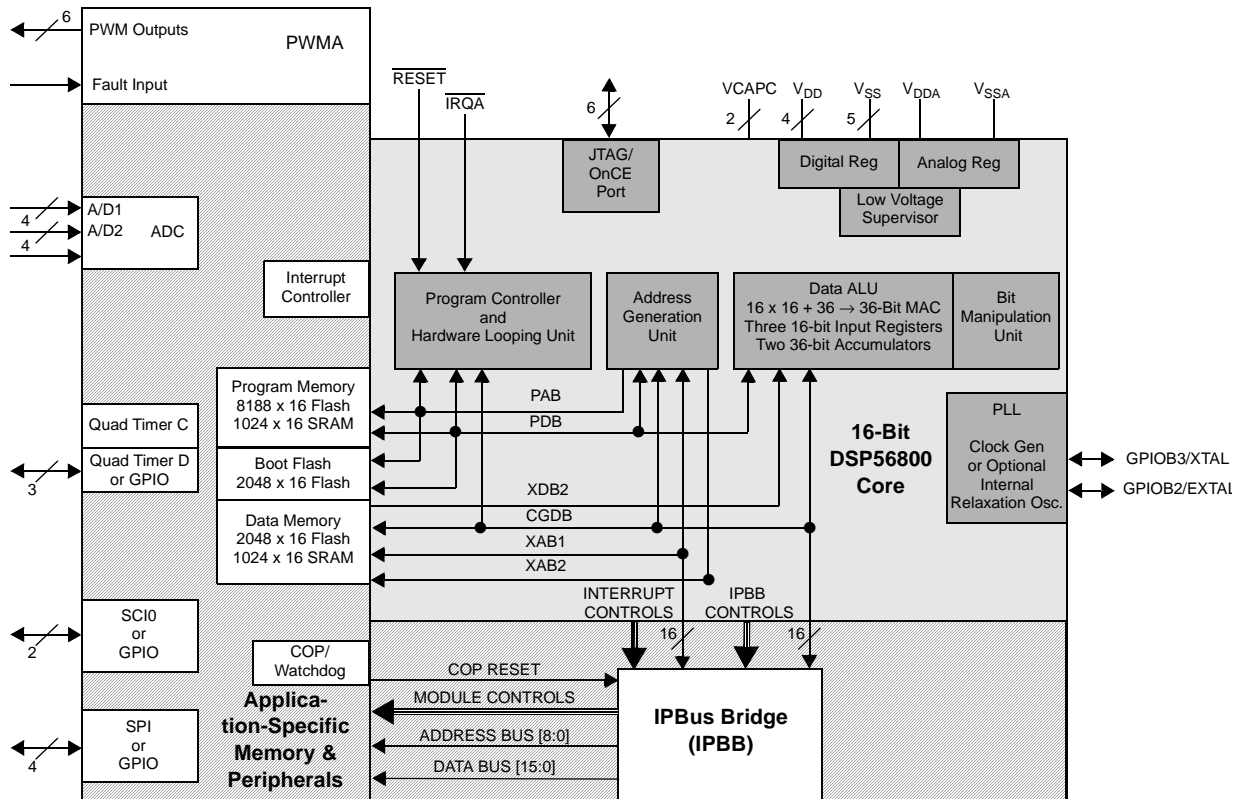 6
PWM Outputs
PWMA
Fault Input
RESET
IRQA
6
JTAG/
OnCE
Port
VCAPC
2
VDD
4
VSS
5
VDDA
VSSA
Digital Reg
Analog Reg
Low Voltage
Supervisor
4
4
A/D1
A/D2
ADC
Interrupt
Controller
Program Controller
and
Hardware Looping Unit
Address
Generation
Unit
Data ALU
16 x 16 + 36 → 36-Bit MAC
Three 16-bit Input Registers
Two 36-bit Accumulators
Bit
Manipulation
Unit
Program Memory
8188 x 16 Flash
1024 x 16 SRAM
PAB
PDB
Quad Timer C
Quad Timer D
or GPIO
3
Boot Flash
2048 x 16 Flash
XDB2
CGDB
XAB1
XAB2
Data Memory
2048 x 16 Flash
1024 x 16 SRAM
16-Bit
DSP56800
Core
PLL
Clock Gen
or Optional
Internal
Relaxation Osc.
GPIOB3/XTAL
GPIOB2/EXTAL
INTERRUPT
CONTROLS
16
IPBB
CONTROLS
16
2
SCI0
or
GPIO
COP/
Watchdog
COP RESET
MODULE CONTROLS
ADDRESS BUS [8:0]
DATA BUS [15:0]
Applica-
tion-Specific
Memory &
Peripherals
4
SPI
or
GPIO
IPBus Bridge
(IPBB)